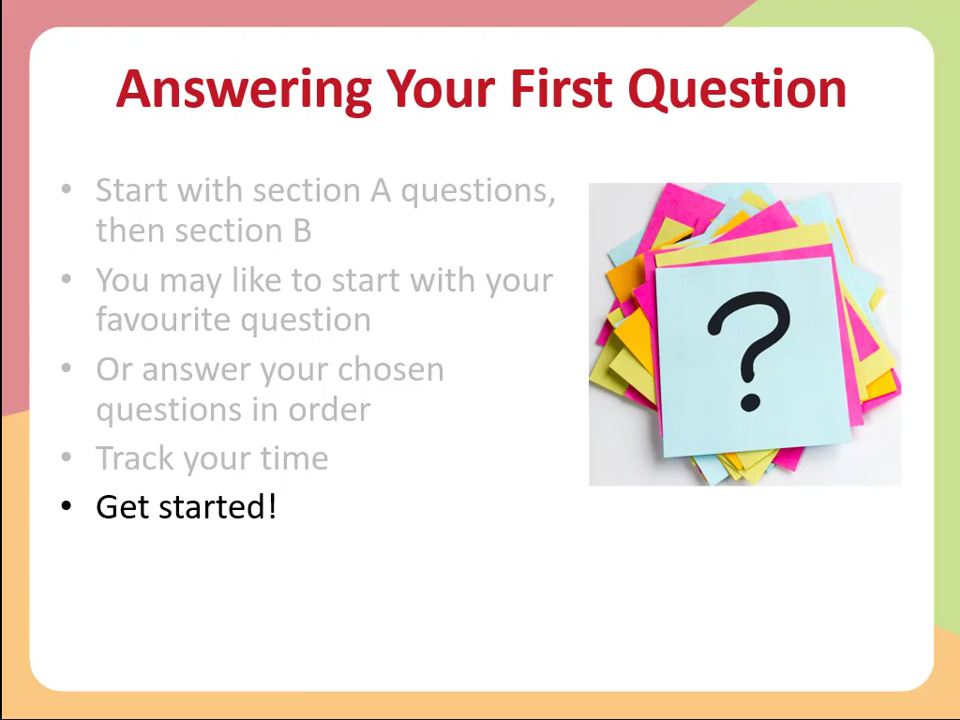 Answering Your First Question
• Start with section A questions,
then section B
• You may like to start with your
favourite question
• Or answer your chosen
questions in order
• Track your time
• Get started!
?